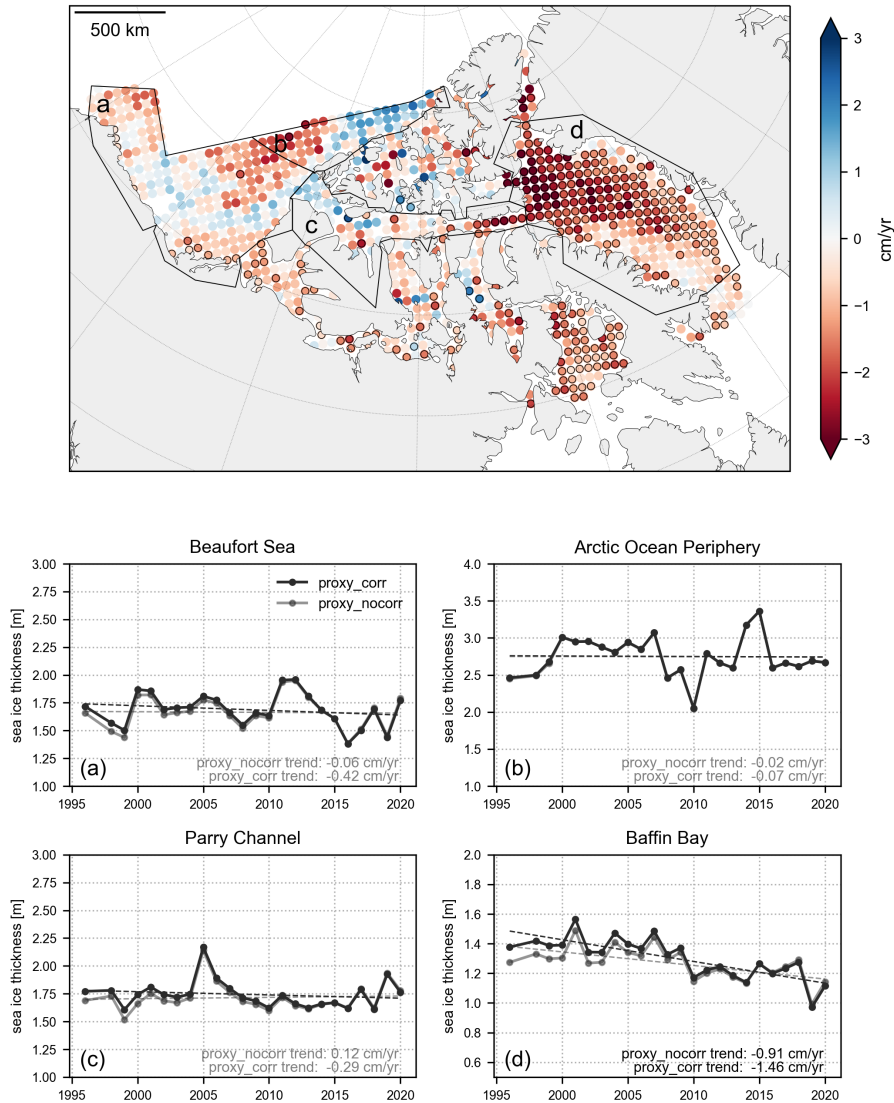 500 km
a
b
c
d
3
2
1
0
−1
−2
−3
cm/yr
Beaufort Sea
3.00
2.75
2.50
2.25
2.00
1.75
1.50
1.25
1.00
sea ice thickness [m]
proxy_corr
proxy_nocorr
(a)
proxy_nocorr trend: -0.06 cm/yr
proxy_corr trend: -0.42 cm/yr
1995 2000 2005 2010 2015 2020
Arctic Ocean Periphery
4.0
3.5
3.0
2.5
2.0
1.5
1.0
sea ice thickness [m]
(b)
proxy_nocorr trend: -0.02 cm/yr
proxy_corr trend: -0.07 cm/yr
1995 2000 2005 2010 2015 2020
Parry Channel
3.00
2.75
2.50
2.25
2.00
1.75
1.50
1.25
1.00
sea ice thickness [m]
(c)
proxy_nocorr trend: 0.12 cm/yr
proxy_corr trend: -0.29 cm/yr
1995 2000 2005 2010 2015 2020
Baffin Bay
2.0
1.8
1.6
1.4
1.2
1.0
0.8
0.6
sea ice thickness [m]
(d)
proxy_nocorr trend: -0.91 cm/yr
proxy_corr trend: -1.46 cm/yr
1995 2000 2005 2010 2015 2020